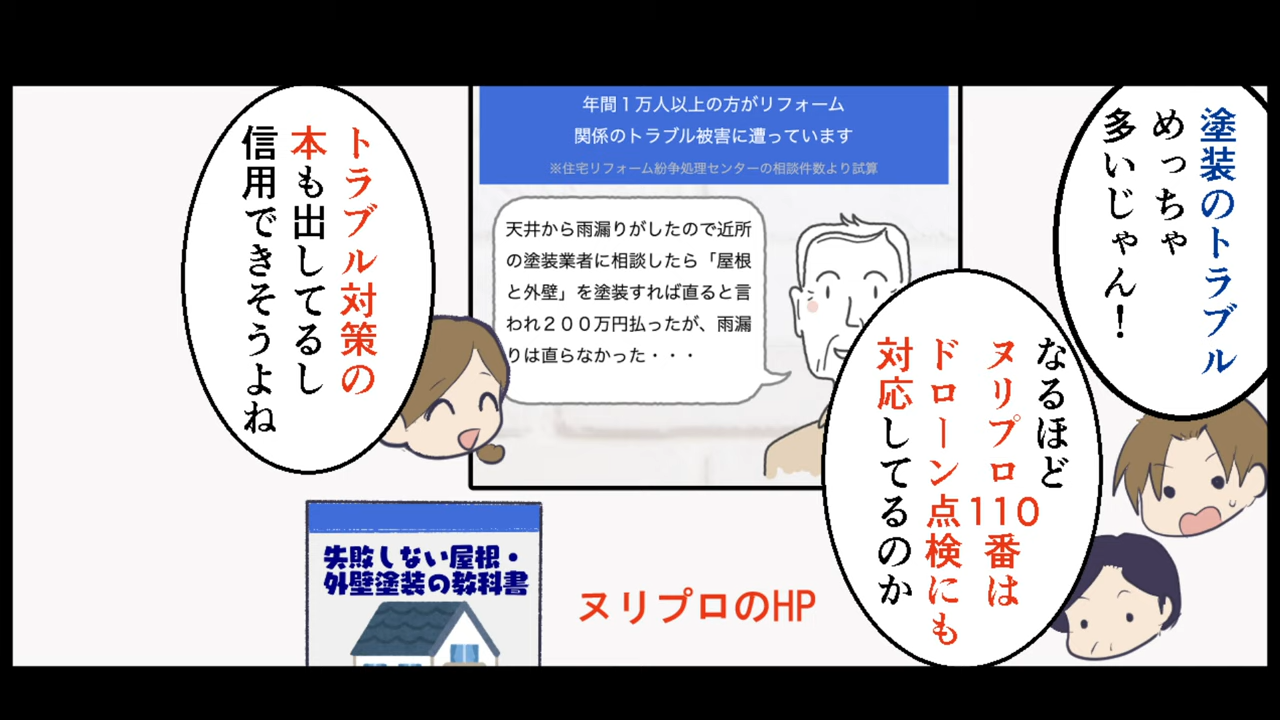 塗装のトラブル
めっちゃ
多いじゃん！
なるほど
ヌリプロ110番は
ドローン点検にも
対応してるのか
年間１万人以上の方がリフォーム
関係のトラブル被害に遭っています
※住宅リフォーム紛争処理センターの相談件数より試算
天井から雨漏りがしたので近所
の塗装業者に相談したら「屋根
と外壁」を塗装すれば直ると言
われ２００万円払ったが、雨漏
りは直らなかった・・・
トラブル対策の
本も出してるし
信用できそうよね
失敗しない屋根・
外壁塗装の教科書
ヌリプロのHP